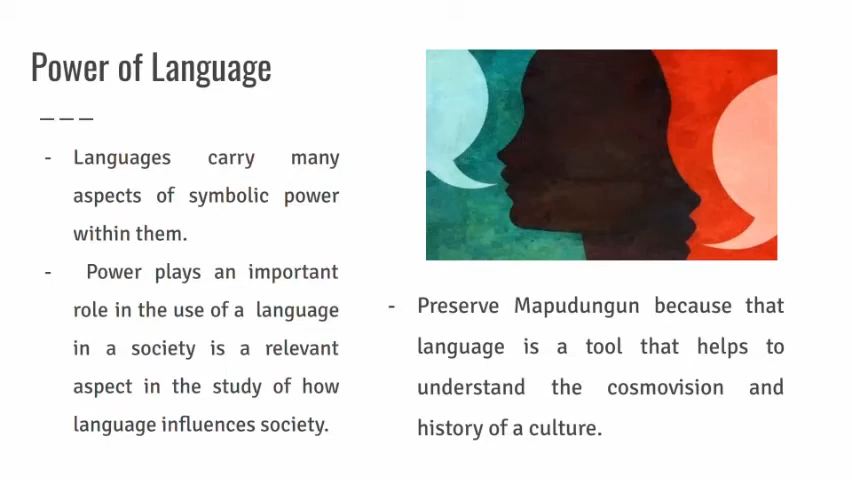 Power of Language
- Languages carry many
aspects of symbolic power
within them.
- Power plays an important
role in the use of a language
in a society is a relevant
aspect in the study of how
language influences society.
- Preserve Mapudungun because that
language is a tool that helps to
understand the cosmovision and
history of a culture.